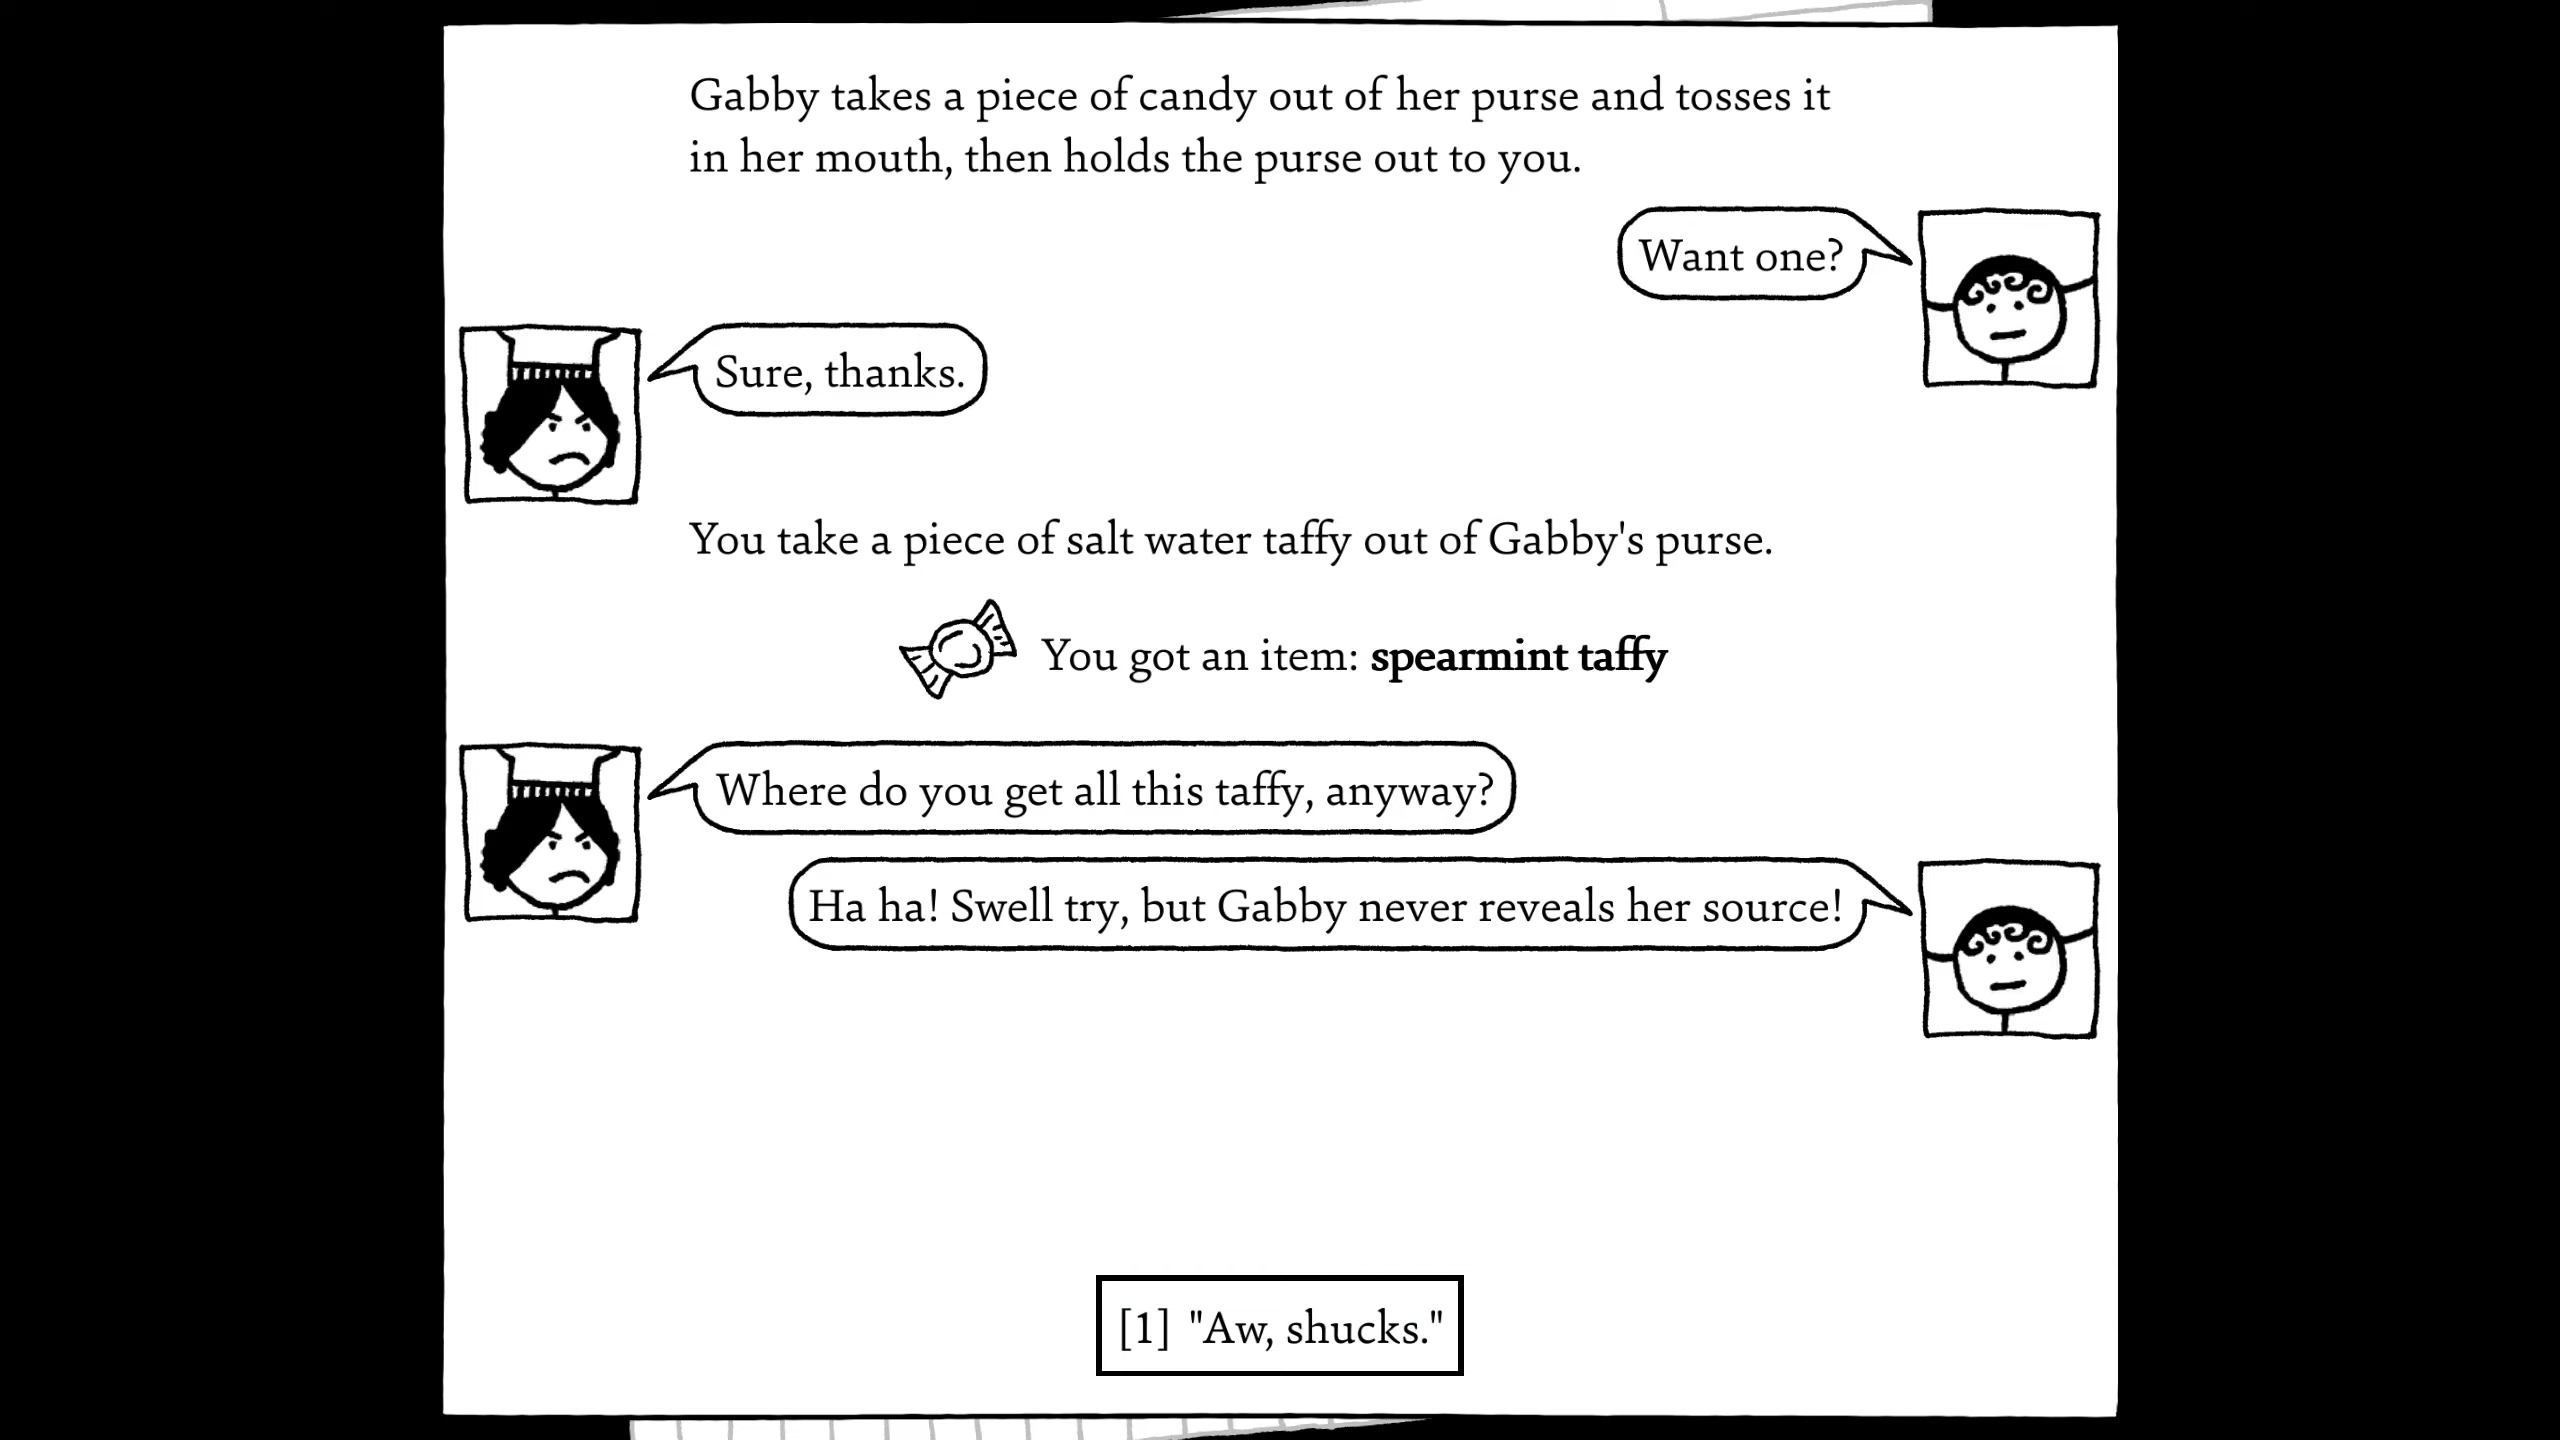 Gabby takes a piece of candy out of her purse and tosses it
in her mouth, then holds the purse out to you.
Want one?
Sure, thanks.
You take a piece of salt water taffy out of Gabby's purse.
You got an item: spearmint taffy
Where do you get all this taffy, anyway?
Ha ha! Swell try, but Gabby never reveals her source!
[1] "Aw, shucks."